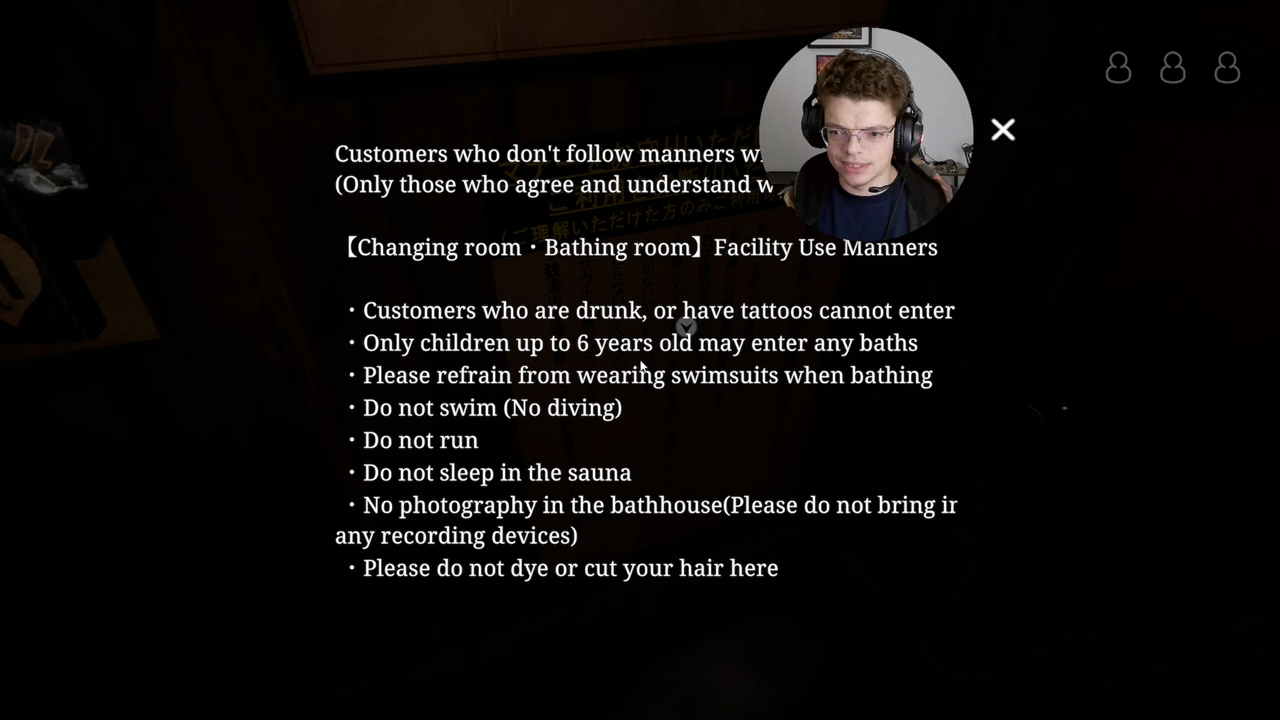 Customers who don't follow manners w
(Only those who agree and understand w
【Changing room・Bathing room】Facility Use Manners
・Customers who are drunk, or have tattoos cannot enter
・Only children up to 6 years old may enter any baths
・Please refrain from wearing swimsuits when bathing
・Do not swim (No diving)
・Do not run
・Do not sleep in the sauna
・No photography in the bathhouse(Please do not bring in
any recording devices)
・Please do not dye or cut your hair here